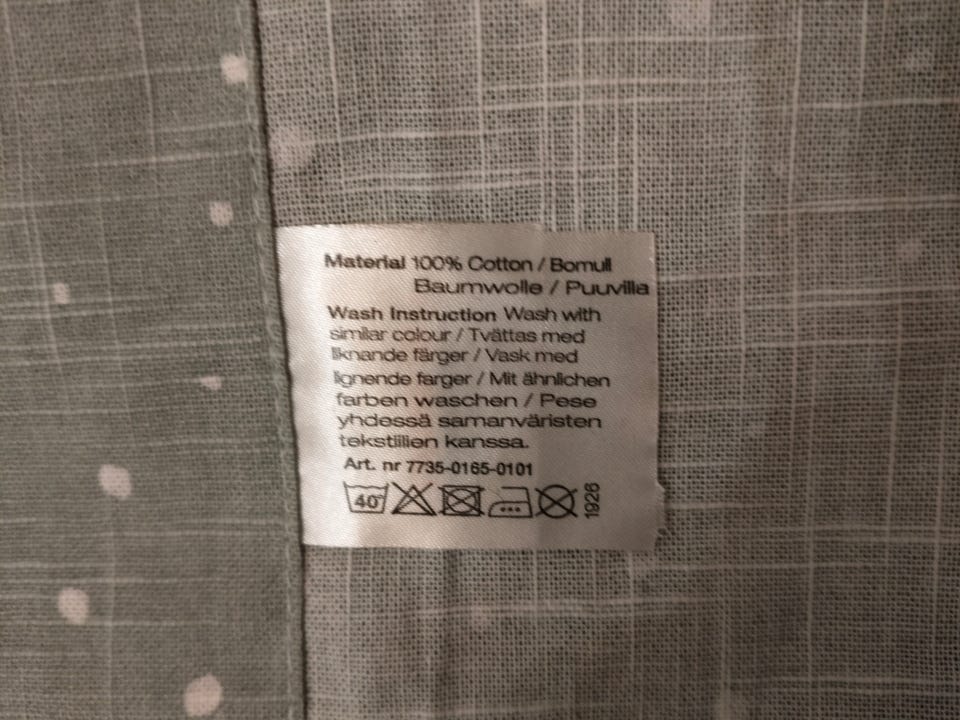 Material 100% Cotton / Bomull
Baumwolle / Puuvilla
Wash Instruction Wash with
similar colour / Tvättas med
liknande färger / Vask med
lignende farger / Mit ähnlichen
farben waschen / Pese
yhdessä samanväristen
tekstiilien kanssa.
Art. nr 7735-0165-0101
40°
1926